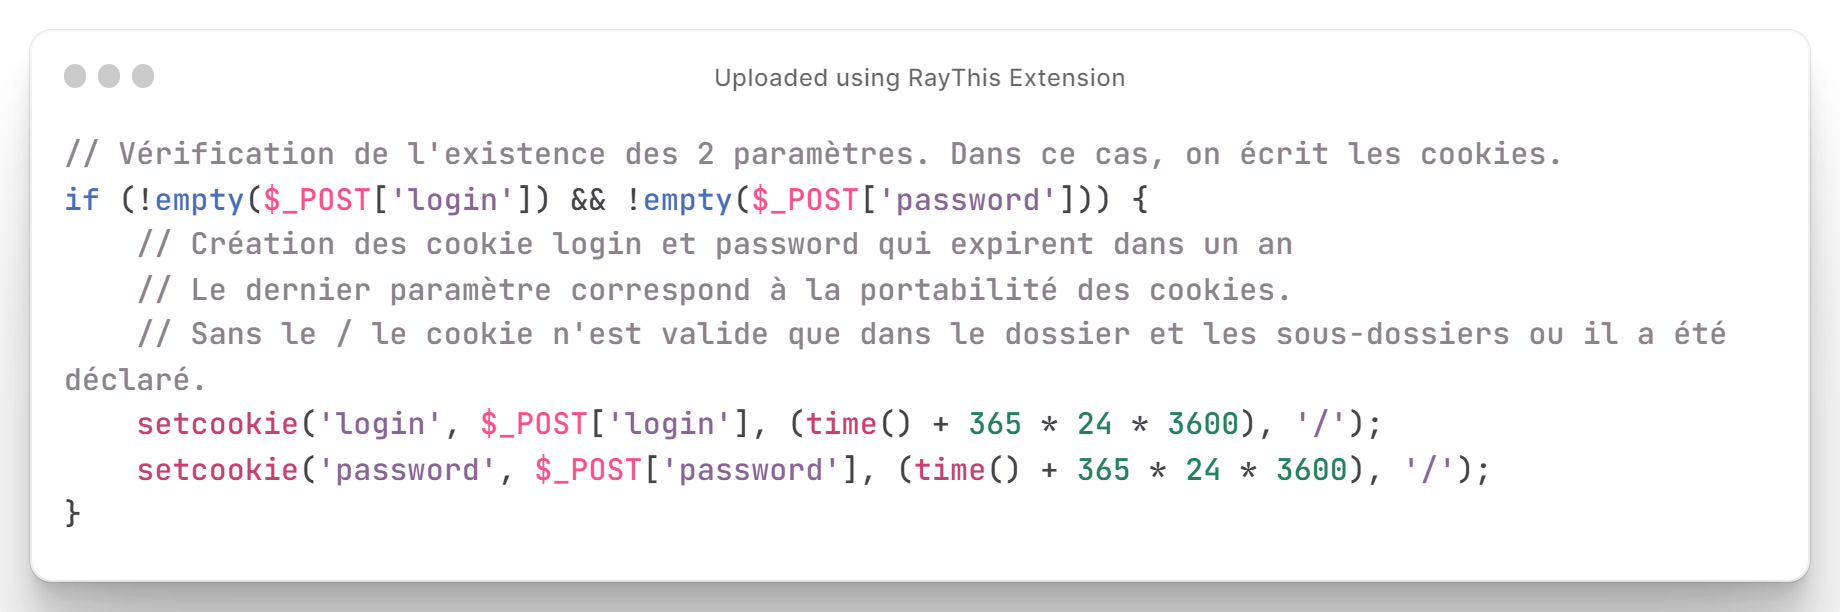 Uploaded using RayThis Extension
// Vérification de l'existence des 2 paramètres. Dans ce cas, on écrit les cookies.
if (!empty($_POST['login']) && !empty($_POST['password'])) {
    // Création des cookie login et password qui expirent dans un an
    // Le dernier paramètre correspond à la portabilité des cookies.
    // Sans le / le cookie n'est valide que dans le dossier et les sous-dossiers ou il a été
déclaré.
    setcookie('login', $_POST['login'], (time() + 365 * 24 * 3600), '/');
    setcookie('password', $_POST['password'], (time() + 365 * 24 * 3600), '/');
}